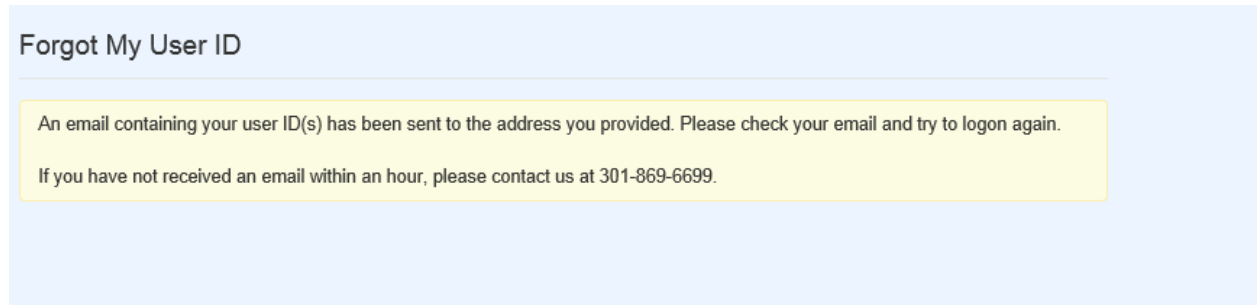 Forgot My User ID
An email containing your user ID(s) has been sent to the address you provided. Please check your email and try to logon again.
If you have not received an email within an hour, please contact us at 301-869-6699.